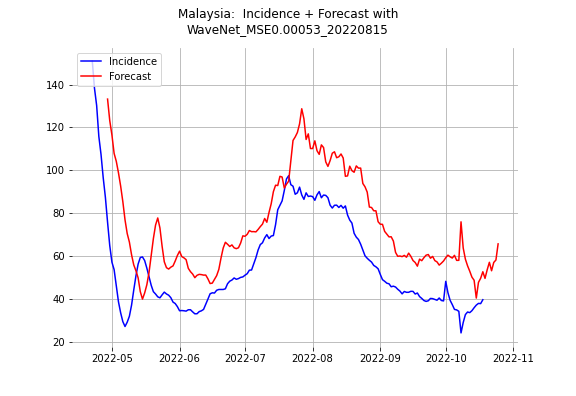 Malaysia:  Incidence + Forecast with
WaveNet_MSE0.00053_20220815
Incidence
Forecast
140
120
100
80
60
40
20
2022-05 2022-06 2022-07 2022-08 2022-09 2022-10 2022-11